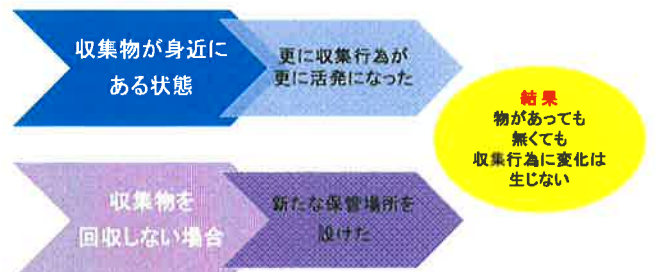 収集物が身近に
ある状態
更に収集行為が
更に活発になった
収集物を
回収しない場合
新たな保管場所を
設けた
結果
物があっても
無くても
収集行為に変化は
生じない